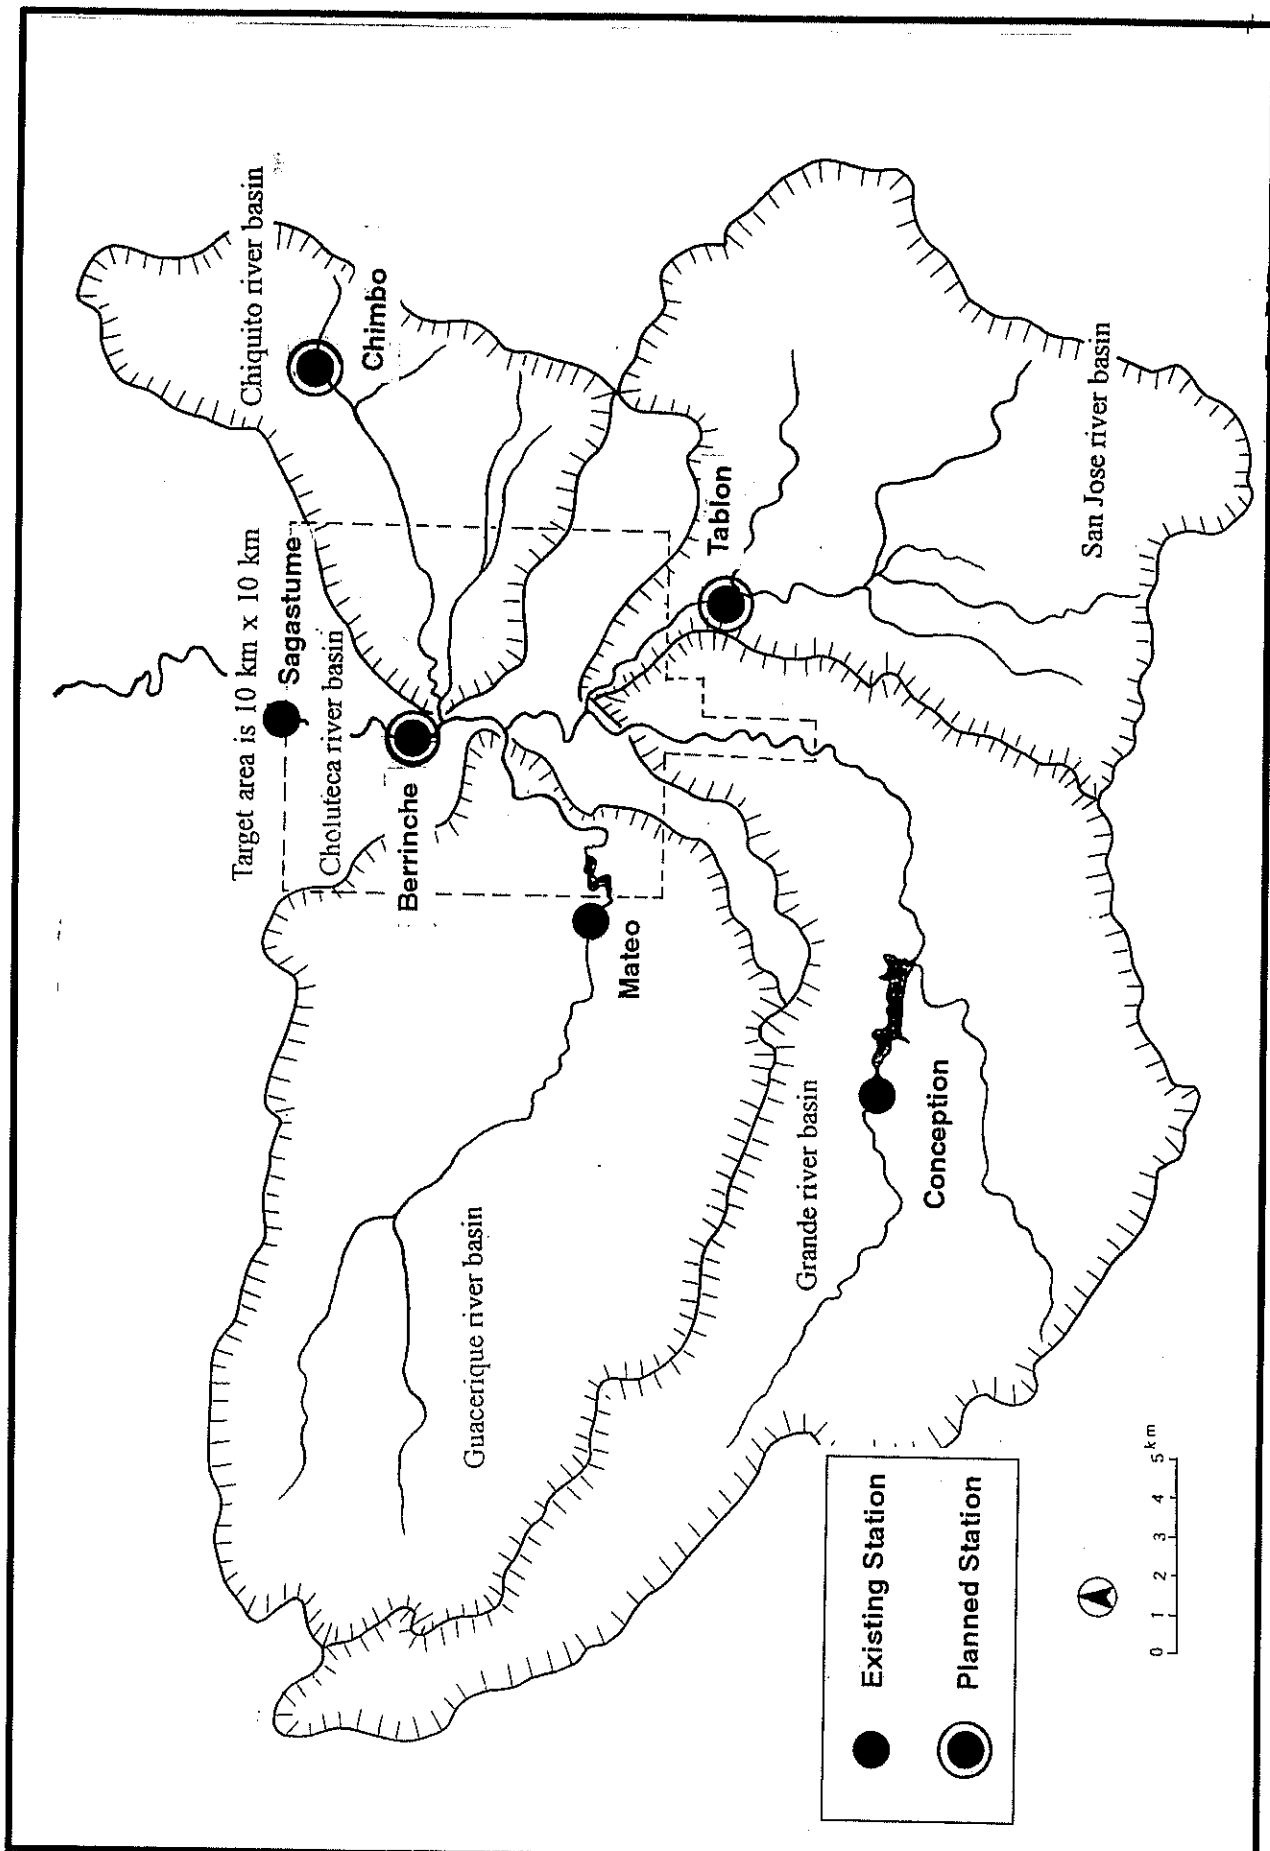 Target area is 10 km x 10 km
Sagastume
Choluteca river basin
Chiquito river basin
Chimbo
Berrinche
Mateo
Tablon
San Jose river basin
Guacerique river basin
Grande river basin
Conception
Existing Station
Planned Station
0 1 2 3 4 5 km